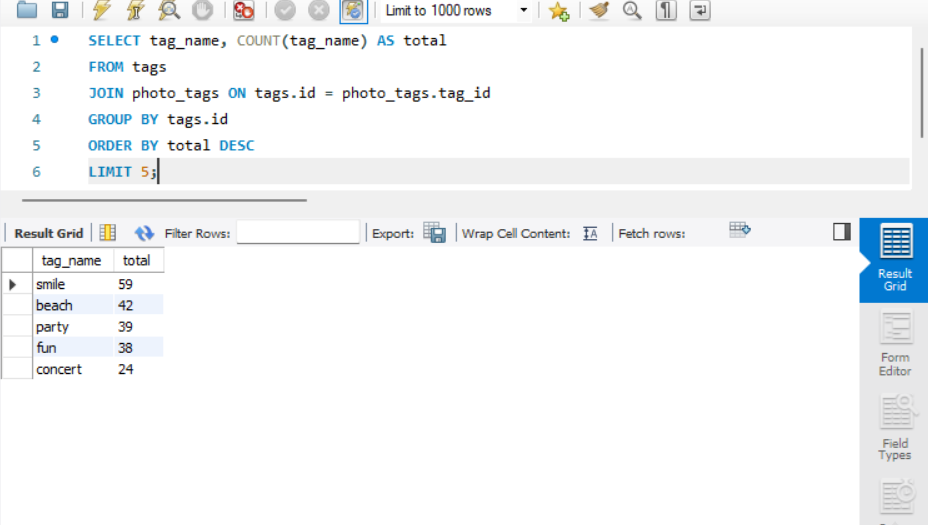 Limit to 1000 rows
1 SELECT tag_name, COUNT(tag_name) AS total
2 FROM tags
3 JOIN photo_tags ON tags.id = photo_tags.tag_id
4 GROUP BY tags.id
5 ORDER BY total DESC
6 LIMIT 5;
Result Grid Filter Rows: Export: Wrap Cell Content: Fetch rows:
tag_name total
smile 59
beach 42
party 39
fun 38
concert 24
Result
Grid
Form
Editor
Field
Types